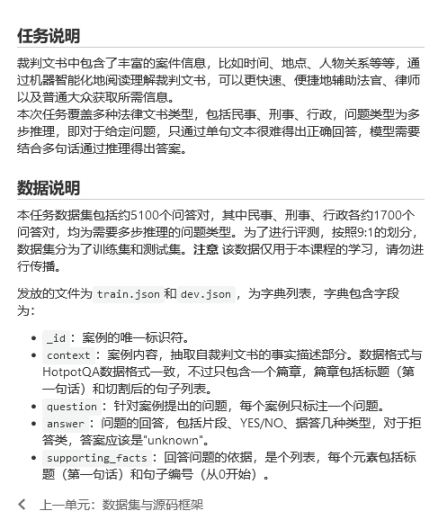 任务说明
裁判文书中包含了丰富的案件信息，比如时间、地点、人物关系等等，通
过机器智能化地阅读理解裁判文书，可以更快速、便捷地辅助法官、律师
以及普通大众获取所需信息。
本次任务覆盖多种法律文书类型，包括民事、刑事、行政，问题类型为多
步推理，即对于给定问题，只通过单句文本很难得出正确回答，模型需要
结合多句话通过推理得出答案。
数据说明
本任务数据集包括约5100个问答对，其中民事、刑事、行政各约1700个
问答对，均为需要多步推理的问题类型。为了进行评测，按照9:1的划分，
数据集分为了训练集和测试集。注意 该数据仅用于本课程的学习，请勿进
行传播。
发放的文件为 train.json 和 dev.json ，为字典列表，字典包含字段
为：
• _id ：案例的唯一标识符。
• context ：案例内容，抽取自裁判文书的事实描述部分。数据格式与
HotpotQA数据格式一致，不过只包含一个篇章，篇章包括标题（第
一句话）和切割后的句子列表。
• question ：针对案例提出的问题，每个案例只标注一个问题。
• answer ：问题的回答，包括片段、YES/NO、据答几种类型，对于拒
答类，答案应该是"unknown"。
• supporting_facts ：回答问题的依据，是个列表，每个元素包括标
题（第一句话）和句子编号（从0开始）。
上一单元：数据集与源码框架